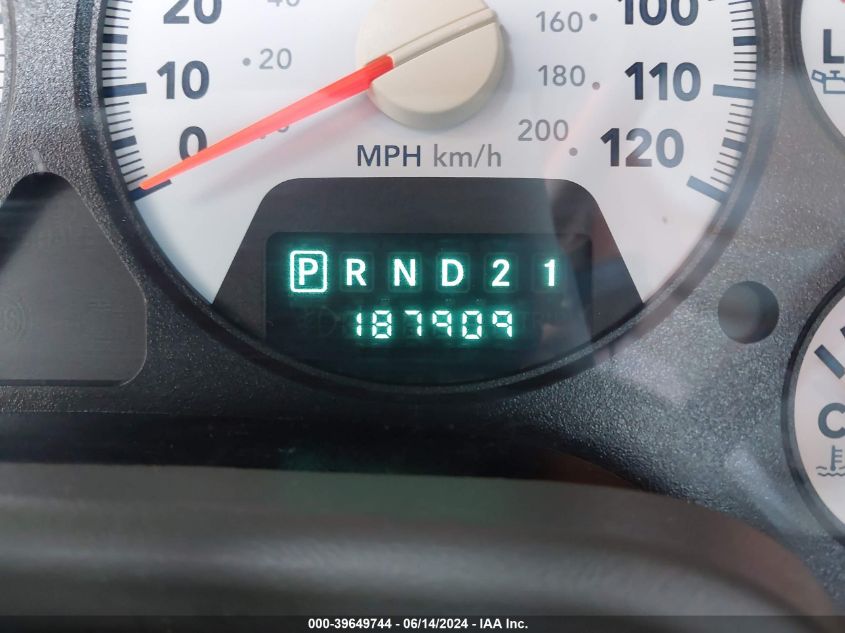 20 40 160 100
10 20 180 110
0 200 120
MPH km/h
L
P R N D 2 1
187909
C
000-39649744 - 06/14/2024 - IAA Inc.